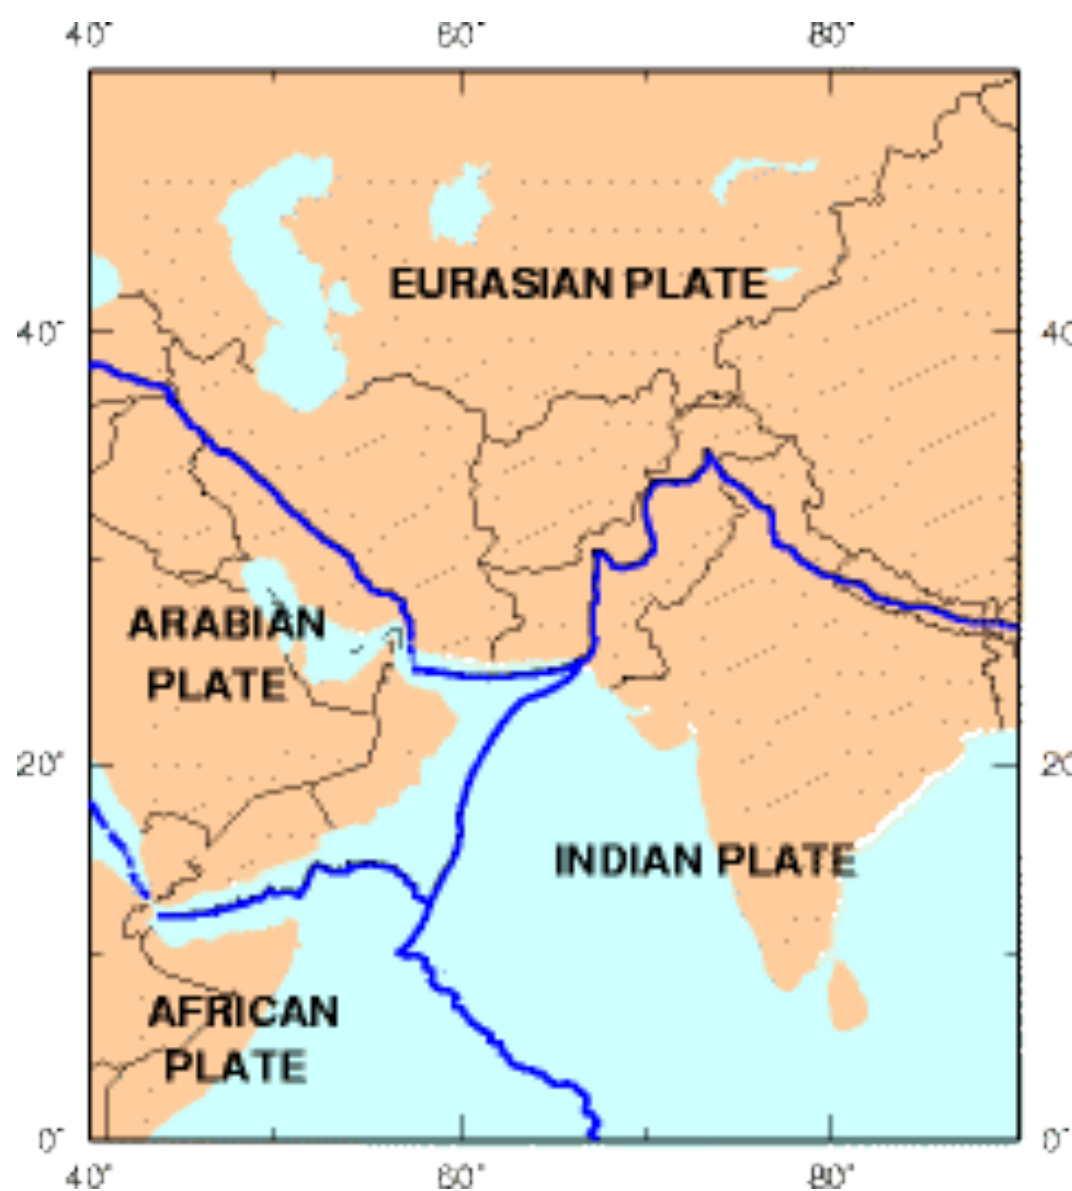 40° 60° 80°
EURASIAN PLATE
40° 40
ARABIAN
PLATE
20° 20
INDIAN PLATE
AFRICAN
PLATE
0° 0°
40° 60° 80°